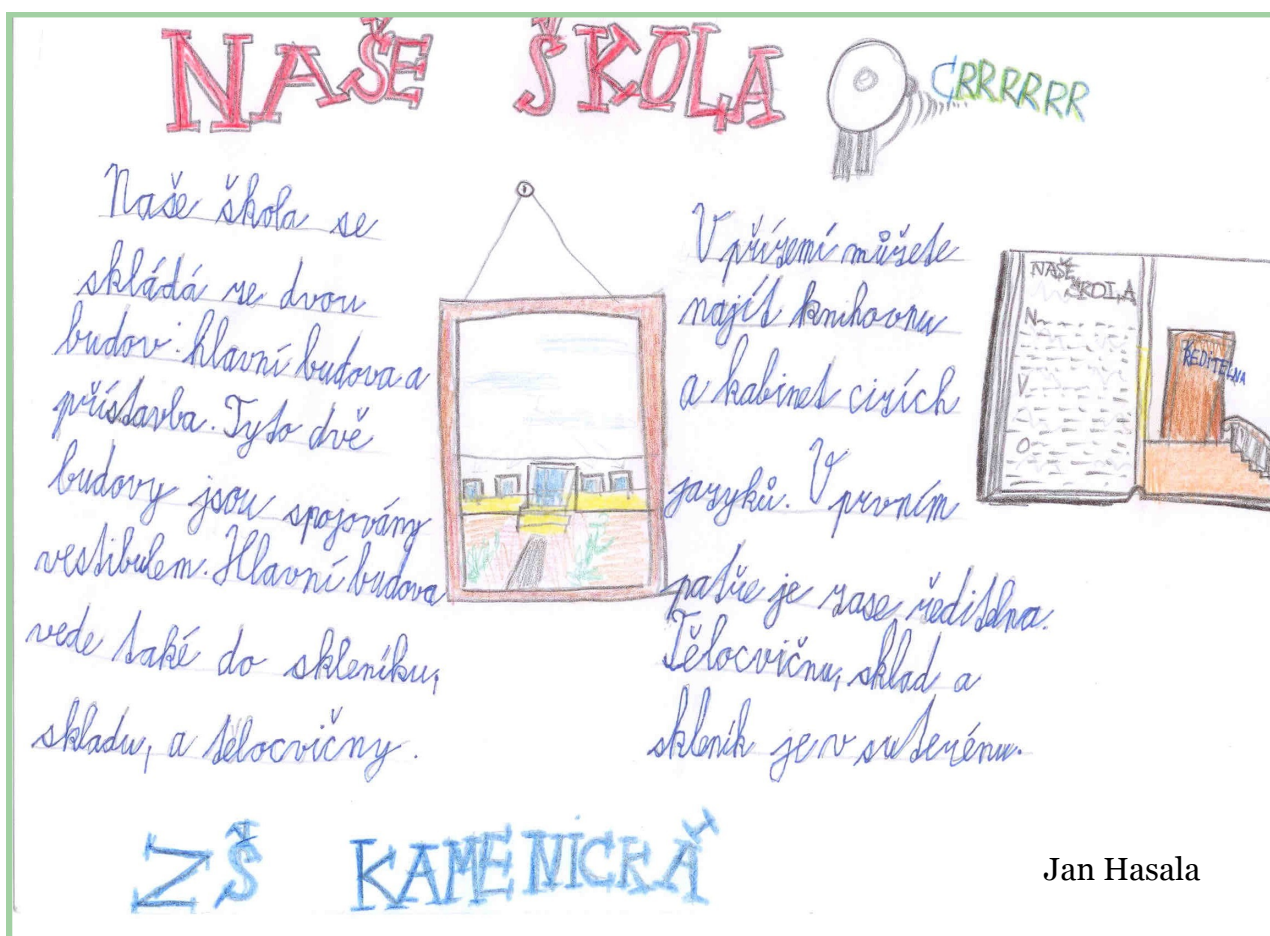 NAŠE ŠKOLA
CRRRRRR
Naše škola se
skládá ze dvou
budov: hlavní budova a
přístavba. Tyto dvě
budovy jsou spojovány
vestibulem. Hlavní budova
vede také do skleníku,
skladu, a tělocvičny.
V přízemí můžete
najít knihovnu
a kabinet cizích
jazyků. V prvním
patře je zase ředitelna.
Tělocvičnu, sklad a
skleník je v suterénu.
NAŠE
ŠKOLA
N
V
O
ŘEDITELNA
ZŠ KAMENICKÁ
Jan Hasala